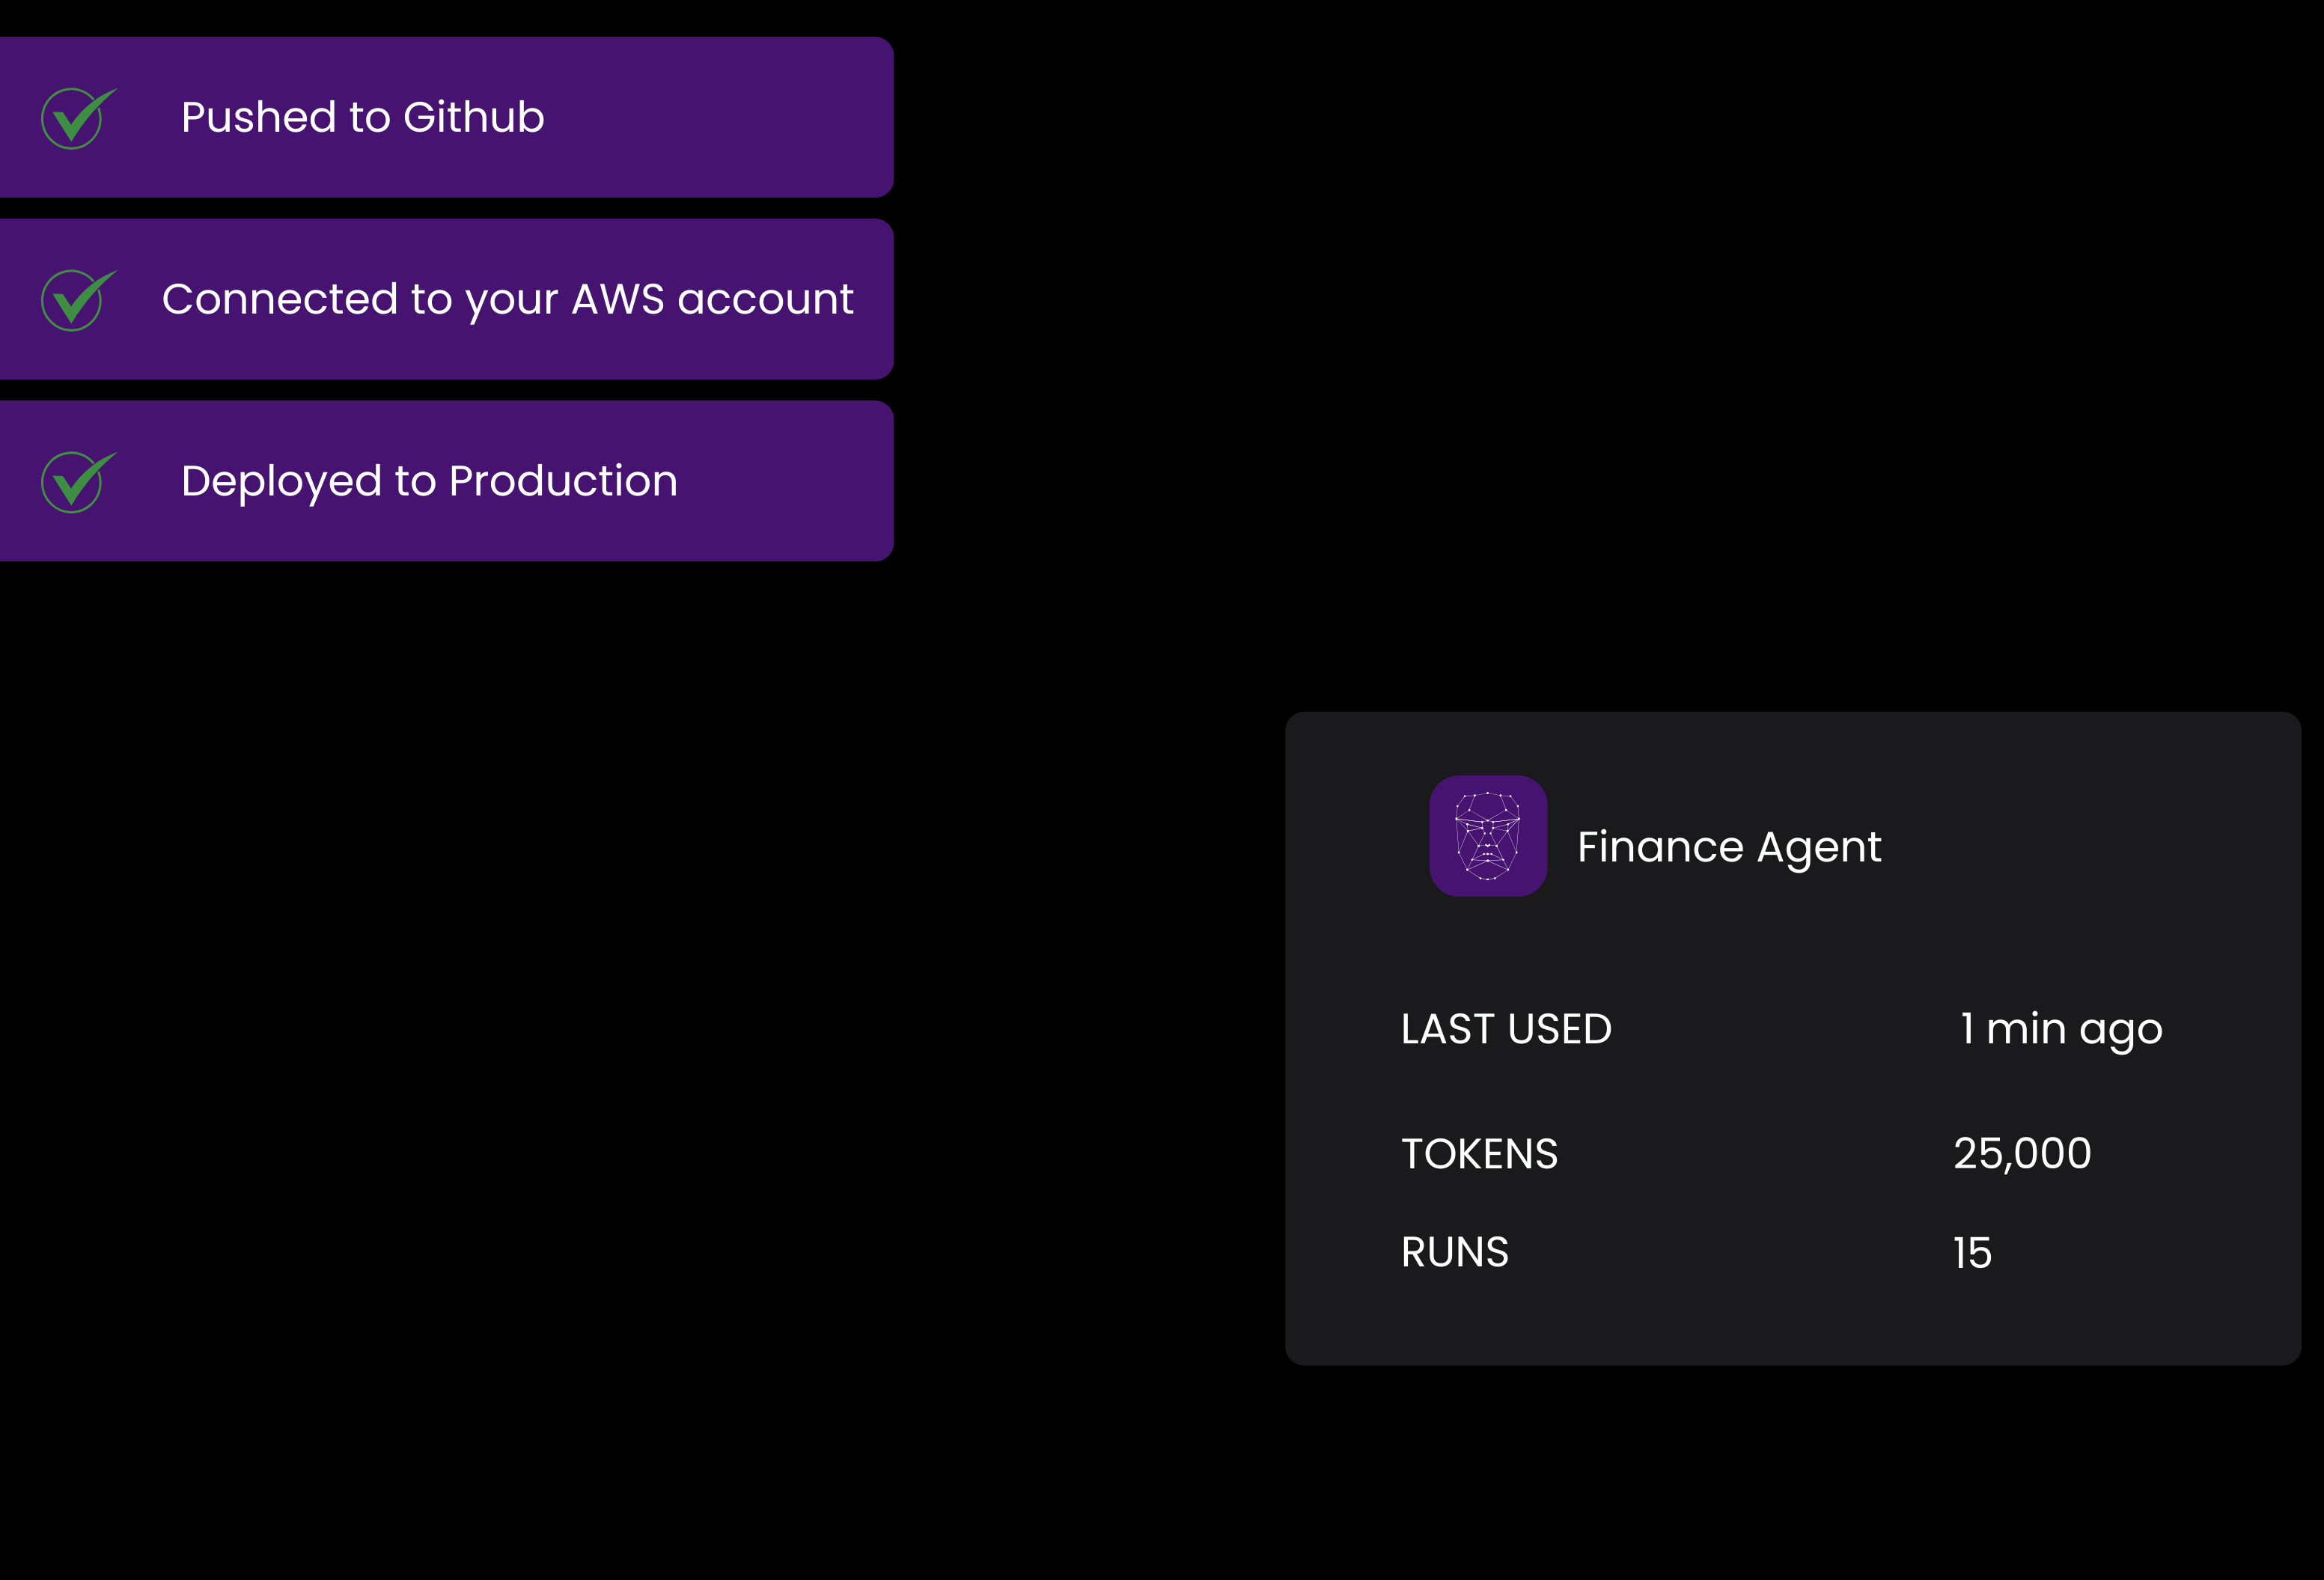 Pushed to Github
Connected to your AWS account
Deployed to Production
Finance Agent
LAST USED 1 min ago
TOKENS 25,000
RUNS 15